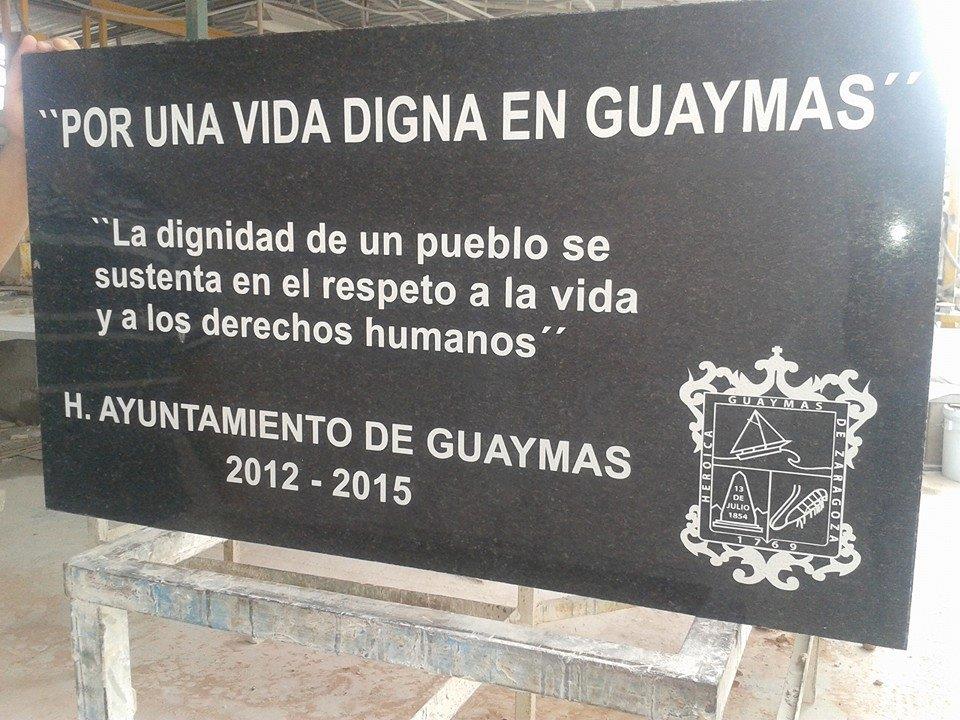 ``POR UNA VIDA DIGNA EN GUAYMAS´´
``La dignidad de un pueblo se
sustenta en el respeto a la vida
y a los derechos humanos´´
H. AYUNTAMIENTO DE GUAYMAS
2012 - 2015
GUAYMAS
HEROICA
DE ZARAGOZA
13
DE
JULIO
1854
1769